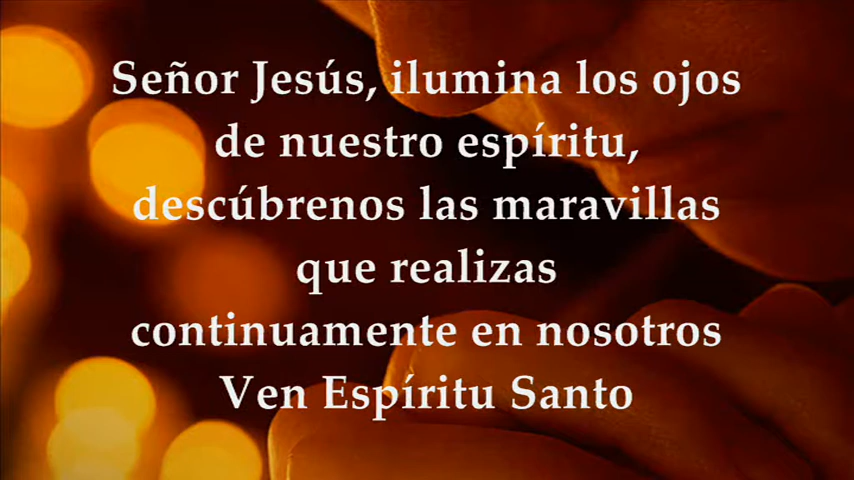 Señor Jesús, ilumina los ojos
de nuestro espíritu,
descúbrenos las maravillas
que realizas
continuamente en nosotros
Ven Espíritu Santo